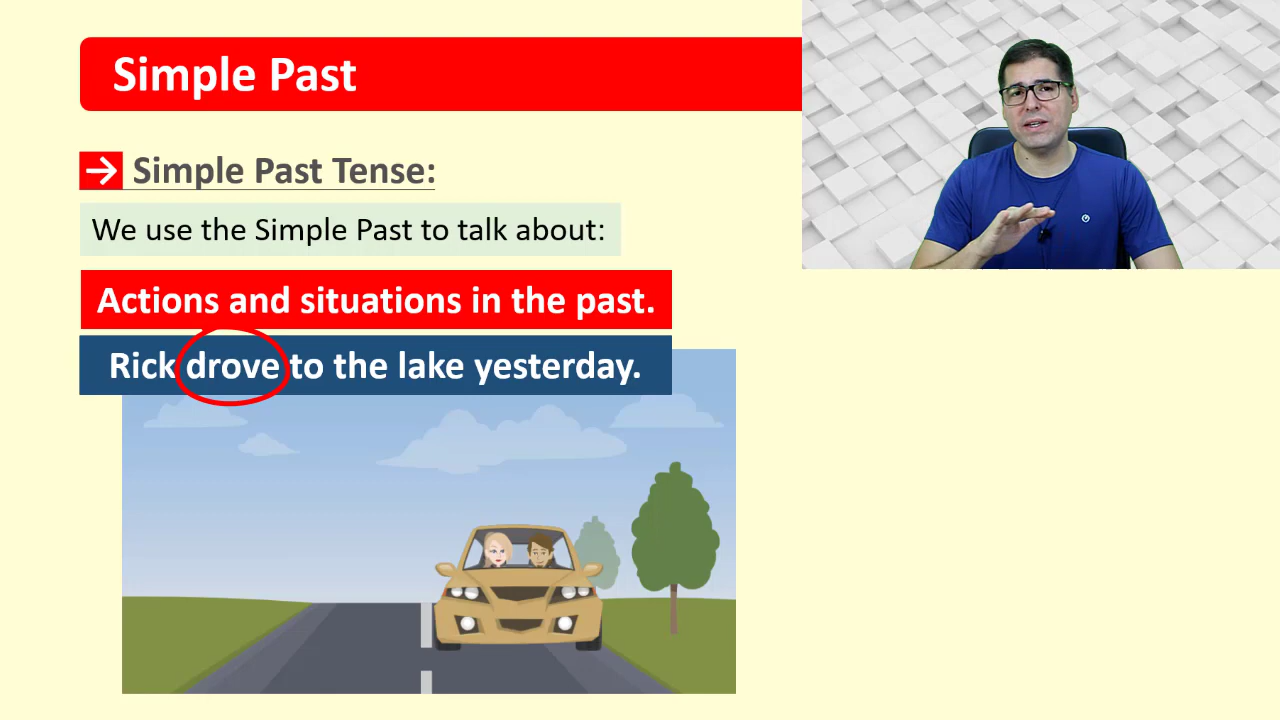 Simple Past
Simple Past Tense:
We use the Simple Past to talk about:
Actions and situations in the past.
Rick drove to the lake yesterday.